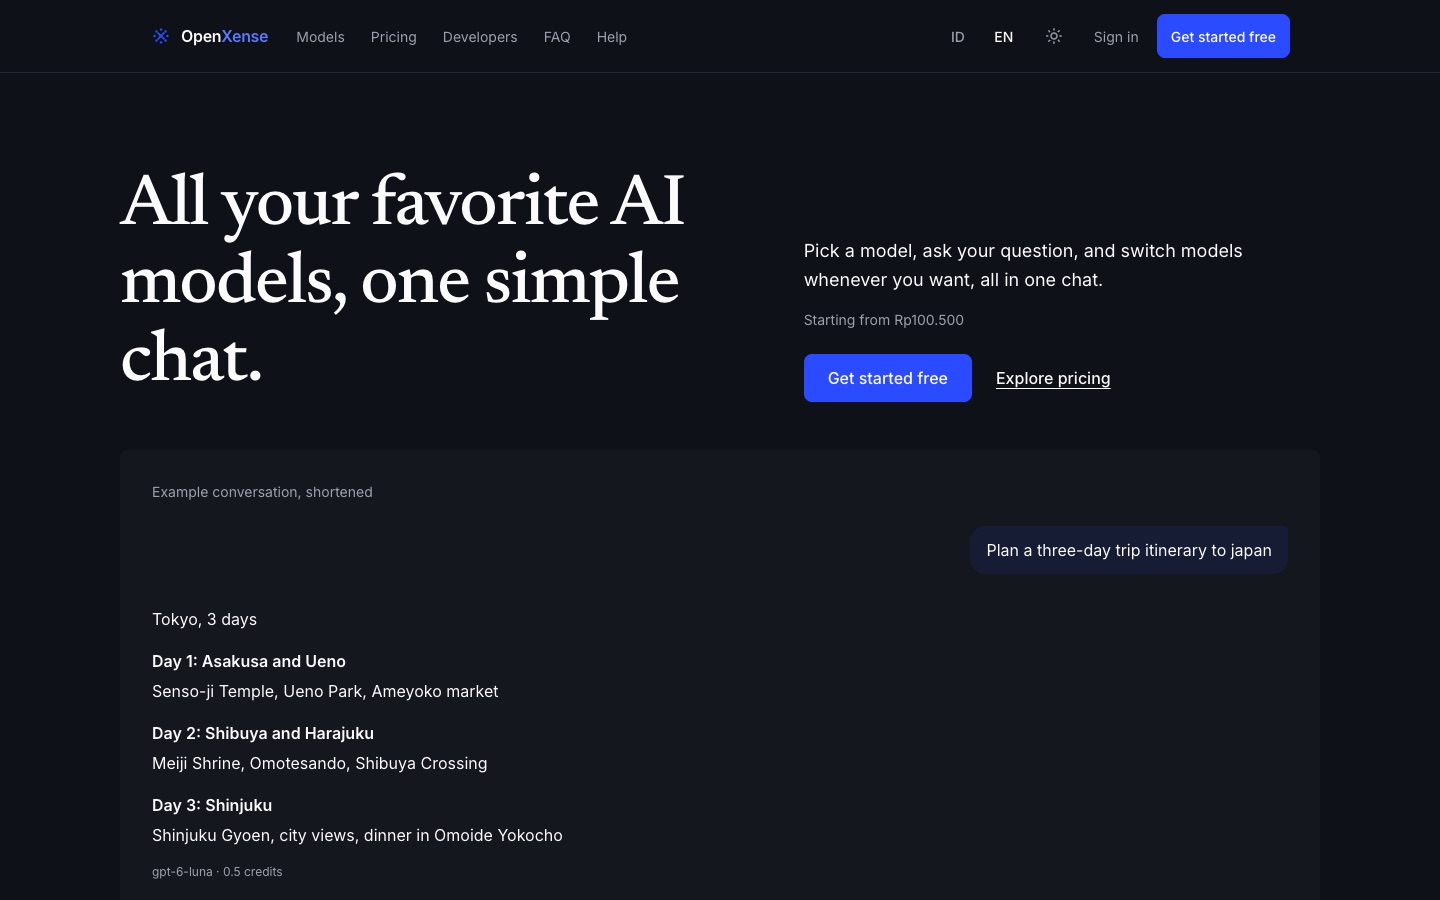 OpenXense Models Pricing Developers FAQ Help ID EN Sign in Get started free
All your favorite AI
models, one simple
chat.
Pick a model, ask your question, and switch models
whenever you want, all in one chat.
Starting from Rp100.500
Get started free Explore pricing
Example conversation, shortened
Plan a three-day trip itinerary to japan
Tokyo, 3 days
Day 1: Asakusa and Ueno
Senso-ji Temple, Ueno Park, Ameyoko market
Day 2: Shibuya and Harajuku
Meiji Shrine, Omotesando, Shibuya Crossing
Day 3: Shinjuku
Shinjuku Gyoen, city views, dinner in Omoide Yokocho
gpt-6-luna · 0.5 credits